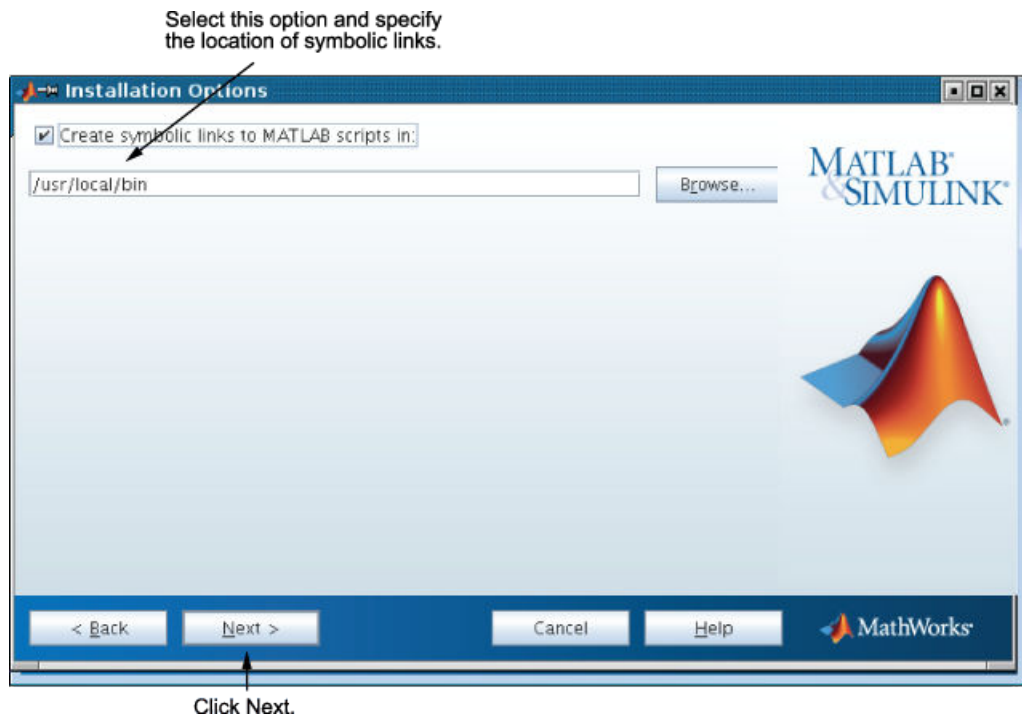 Select this option and specify
the location of symbolic links.
Installation Options
Create symbolic links to MATLAB scripts in:
/usr/local/bin
Browse...
MATLAB®
&SIMULINK®
®
< Back
Next >
Cancel
Help
MathWorks®
Click Next.